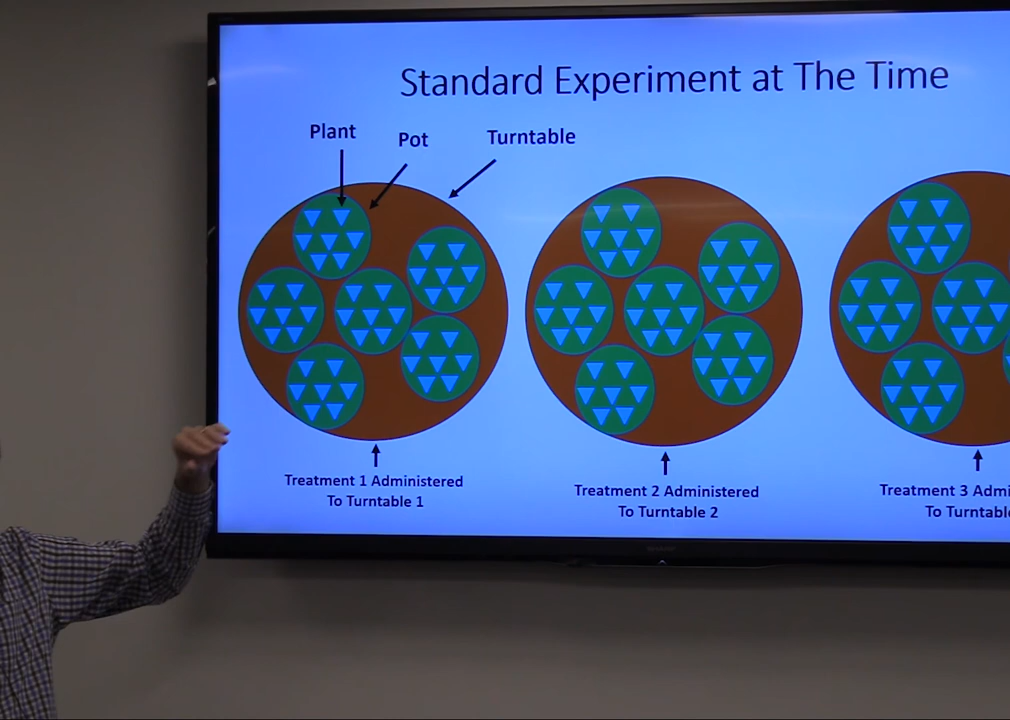 Standard Experiment at The Time
Plant
Pot
Turntable
Treatment 1 Administered
To Turntable 1
Treatment 2 Administered
To Turntable 2
Treatment 3
To